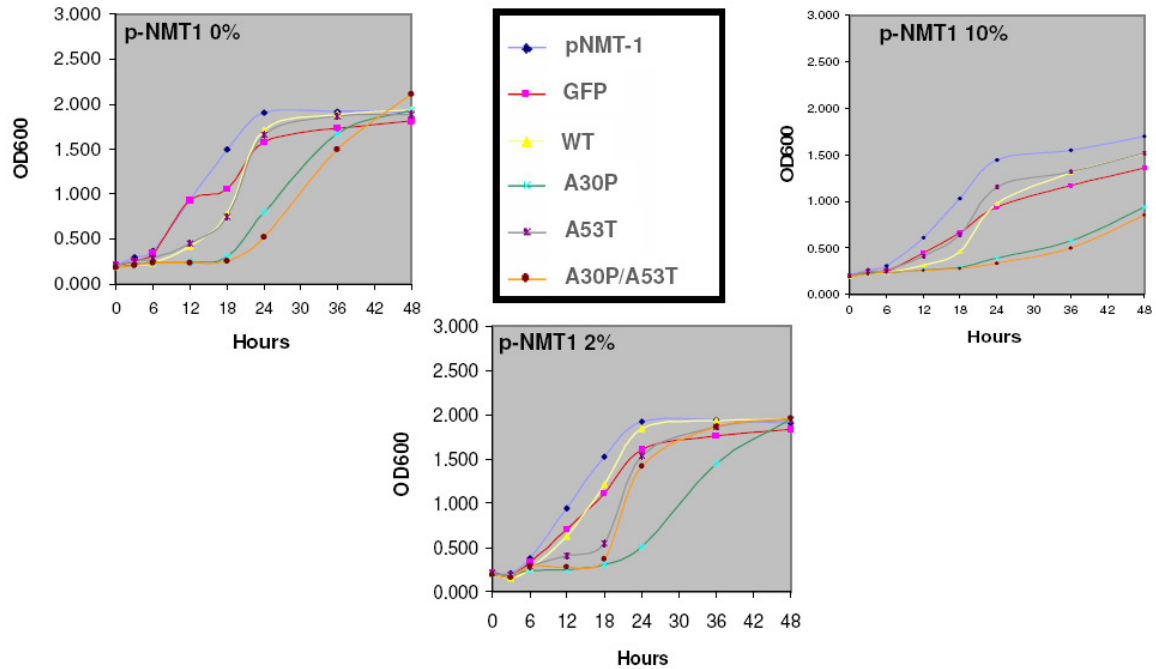 p-NMT1 0%
3.000
2.500
2.000
1.500
1.000
0.500
0.000
OD600
0 6 12 18 24 30 36 42 48
Hours
pNMT-1
GFP
WT
A30P
A53T
A30P/A53T
p-NMT1 10%
3.000
2.500
2.000
1.500
1.000
0.500
0.000
OD600
0 6 12 18 24 30 36 42 48
Hours
p-NMT1 2%
3.000
2.500
2.000
1.500
1.000
0.500
0.000
OD600
0 6 12 18 24 30 36 42 48
Hours